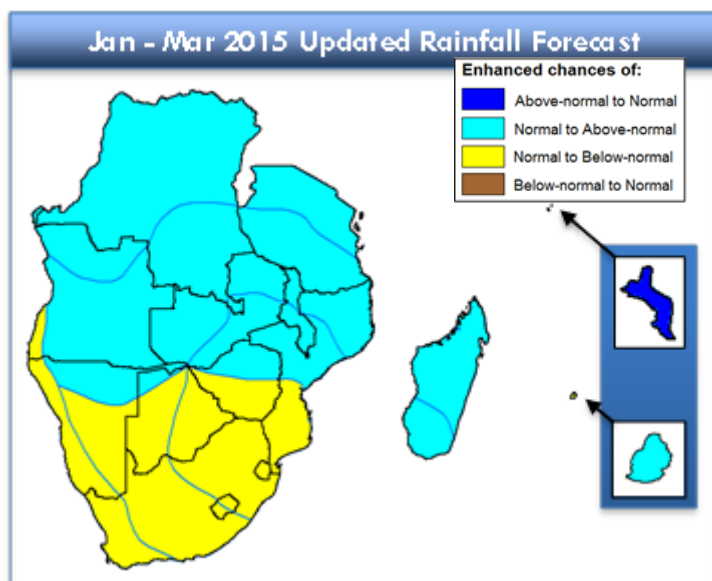 Jan - Mar 2015 Updated Rainfall Forecast
Enhanced chances of:
Above-normal to Normal
Normal to Above-normal
Normal to Below-normal
Below-normal to Normal